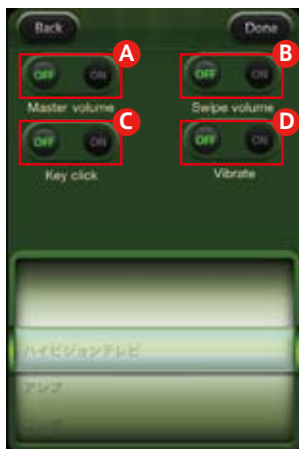 Back Done
A B
OFF ON OFF ON
Master volume Swipe volume
C D
OFF ON OFF ON
Key click Vibrate
ハイビジョンテレビ
アンプ